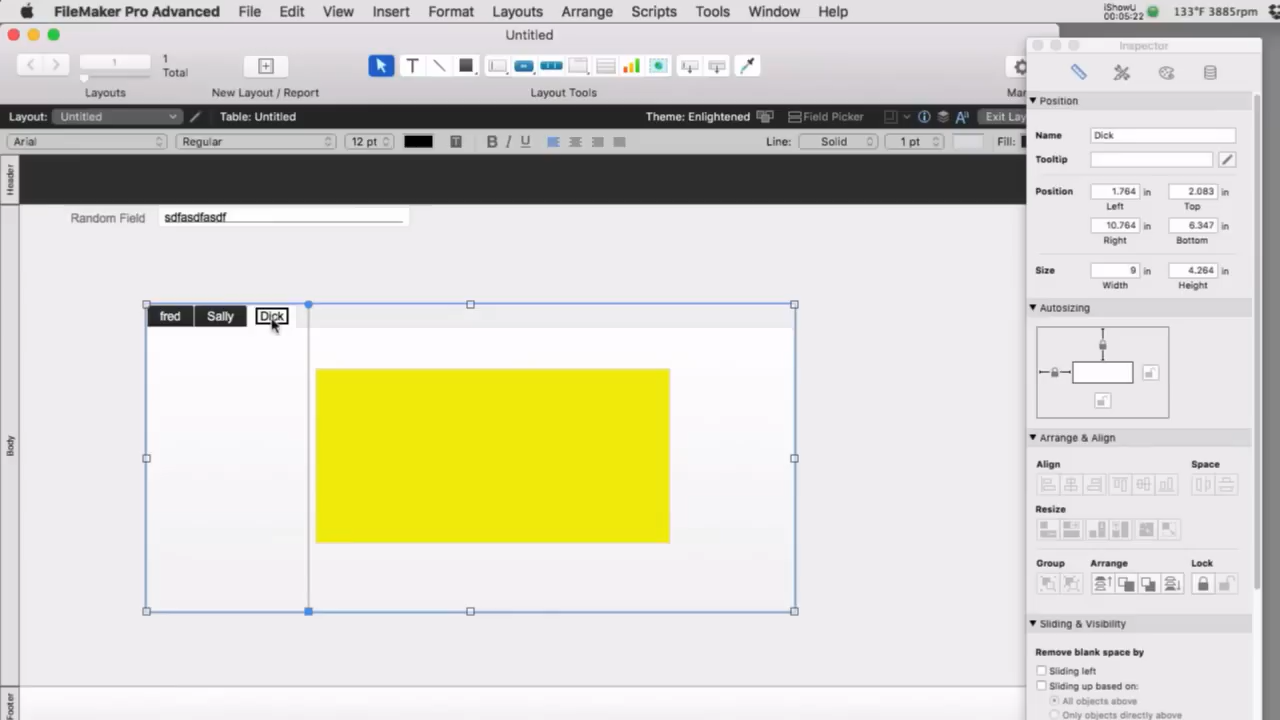 FileMaker Pro Advanced File Edit View Insert Format Layouts Arrange Scripts Tools Window Help
iShowU
00:05:22
133°F 3885rpm
Untitled
Inspector
1
1
Total
Layouts
New Layout / Report
Layout Tools
Layout: Untitled Table: Untitled Theme: Enlightened Field Picker Exit Lay
Arial Regular 12 pt B I U Line: Solid 1 pt Fill:
Header
Random Field sdfasdfasdf
fred Sally Dick
Body
Footer
Position
Name Dick
Tooltip
Position 1.764 in 2.083 in
Left Top
10.764 in 6.347 in
Right Bottom
Size 9 in 4.264 in
Width Height
Autosizing
Arrange & Align
Align Space
Resize
Group Arrange Lock
Sliding & Visibility
Remove blank space by
Sliding left
Sliding up based on:
All objects above
Only objects directly above